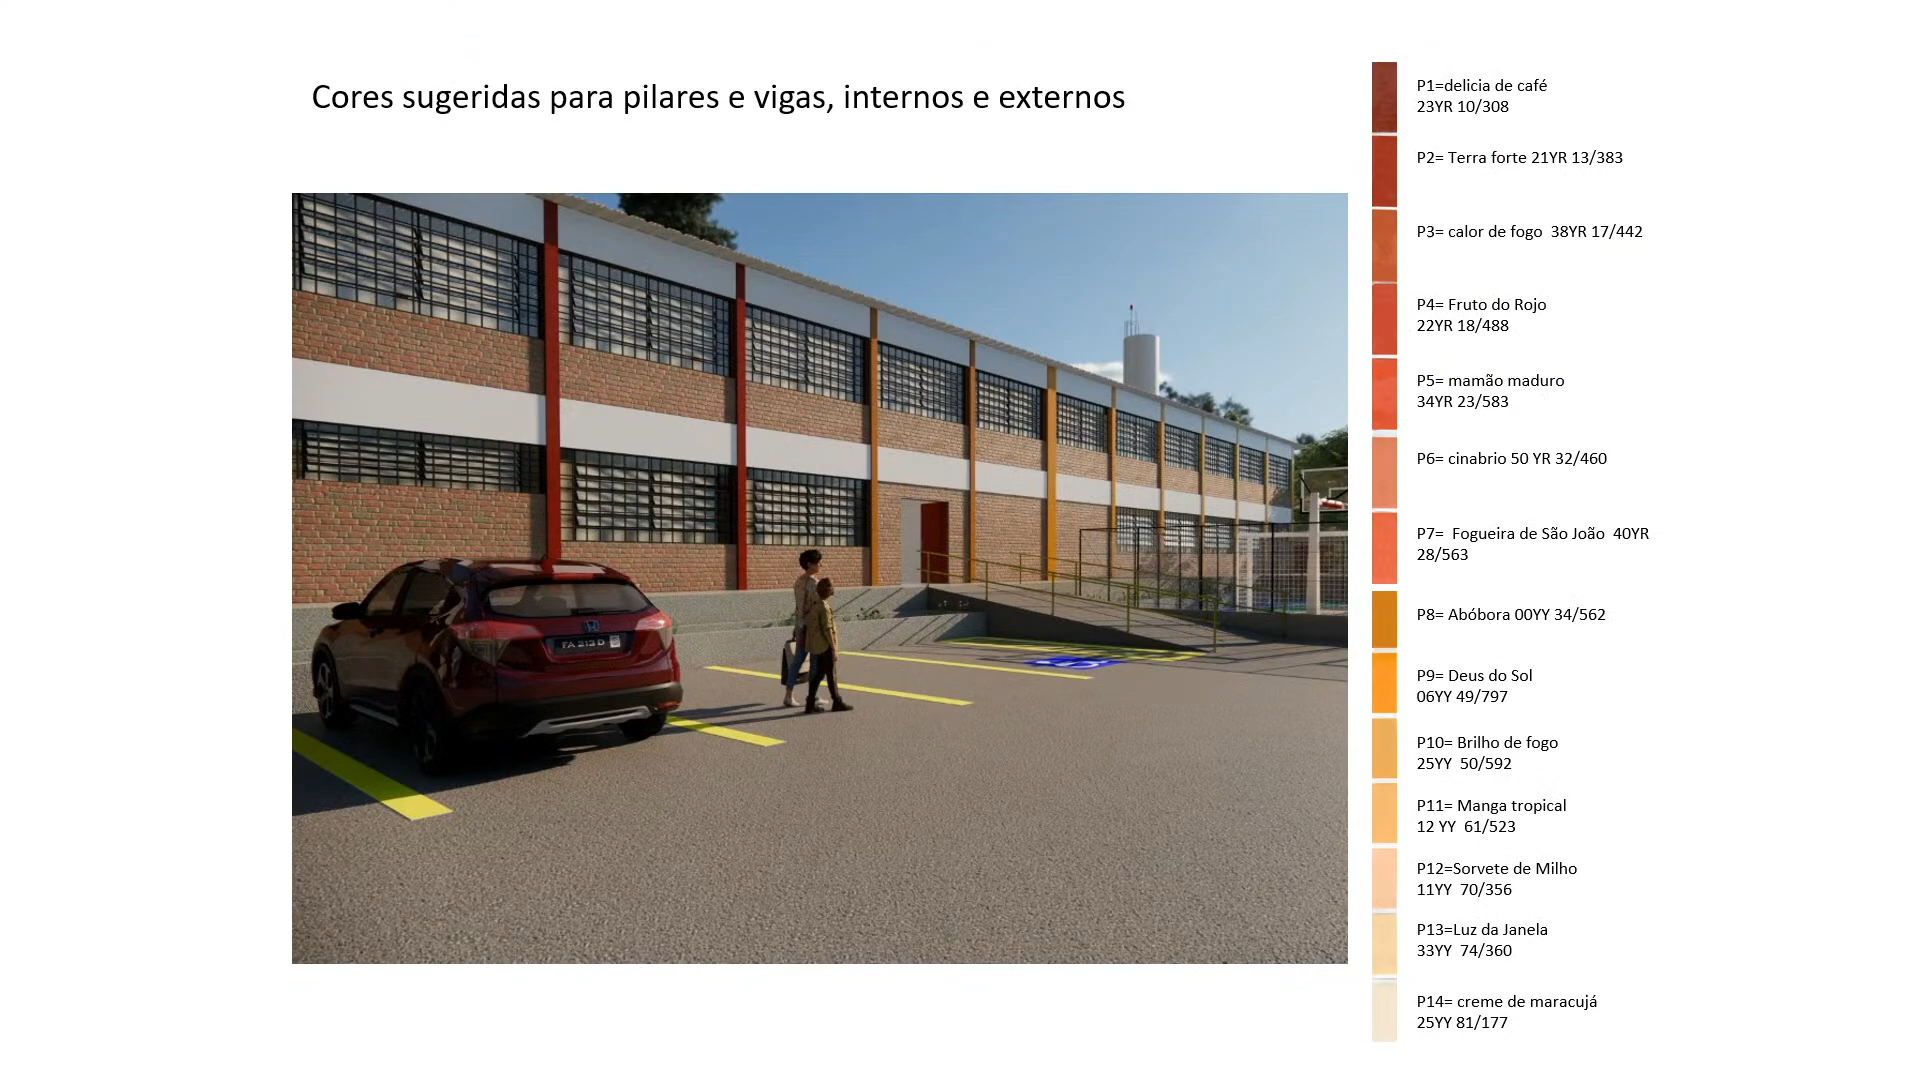 Cores sugeridas para pilares e vigas, internos e externos
P1=delicia de café
23YR 10/308
P2= Terra forte 21YR 13/383
P3= calor de fogo  38YR 17/442
P4= Fruto do Rojo
22YR 18/488
P5= mamão maduro
34YR 23/583
P6= cinabrio 50 YR 32/460
P7=  Fogueira de São João  40YR
28/563
P8= Abóbora 00YY 34/562
P9= Deus do Sol
06YY 49/797
P10= Brilho de fogo
25YY  50/592
P11= Manga tropical
12 YY  61/523
P12=Sorvete de Milho
11YY  70/356
P13=Luz da Janela
33YY  74/360
P14= creme de maracujá
25YY 81/177
FA 213 D